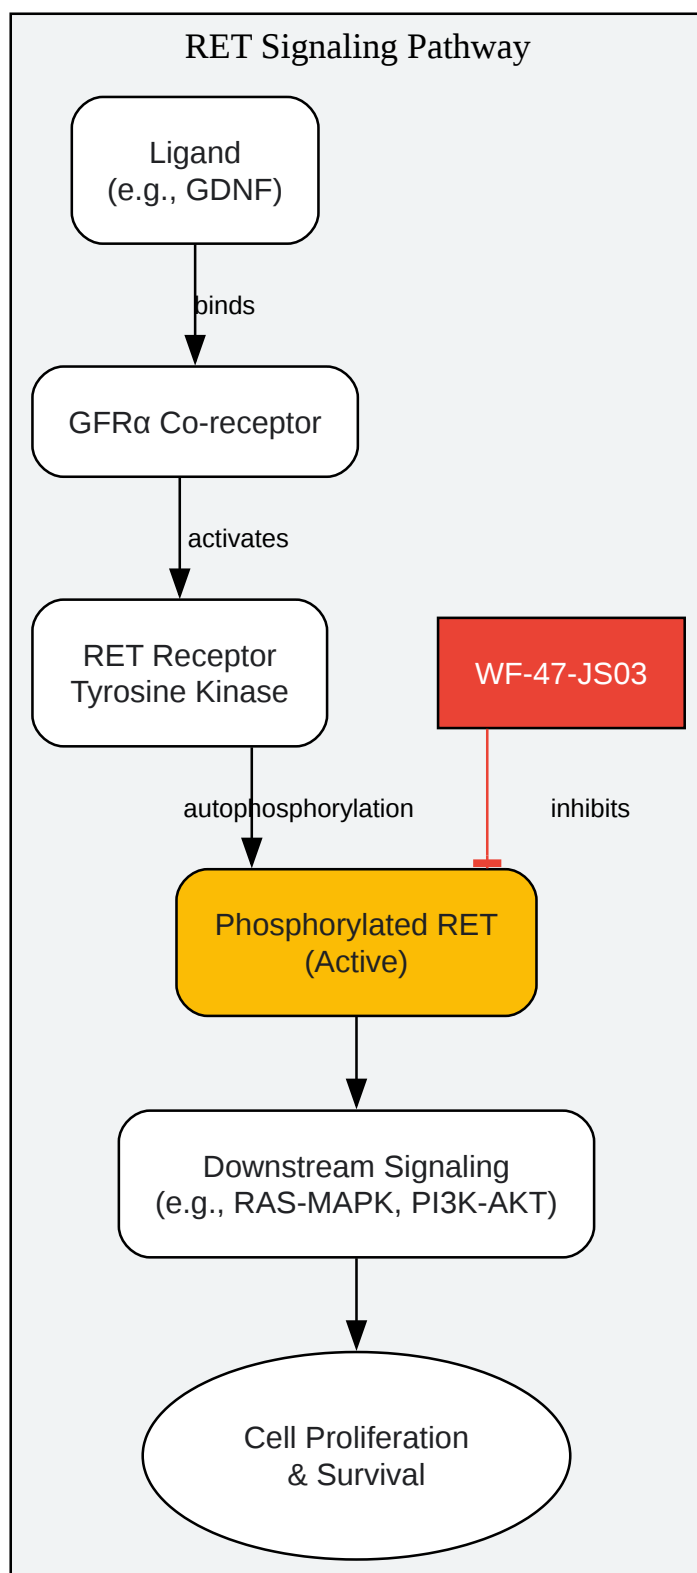 RET Signaling Pathway
Ligand
(e.g., GDNF)
binds
GFRα Co-receptor
activates
RET Receptor
Tyrosine Kinase
WF-47-JS03
autophosphorylation
inhibits
Phosphorylated RET
(Active)
Downstream Signaling
(e.g., RAS-MAPK, PI3K-AKT)
Cell Proliferation
& Survival